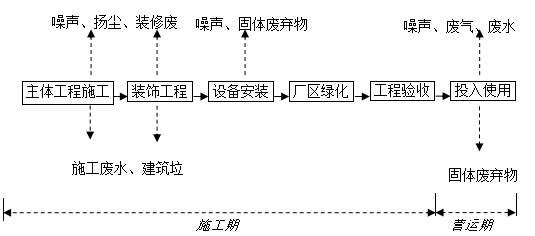 噪声、扬尘、装修废
噪声、固体废弃物
噪声、废气、废水
主体工程施工
装饰工程
设备安装
厂区绿化
工程验收
投入使用
施工废水、建筑垃
固体废弃物
施工期
营运期